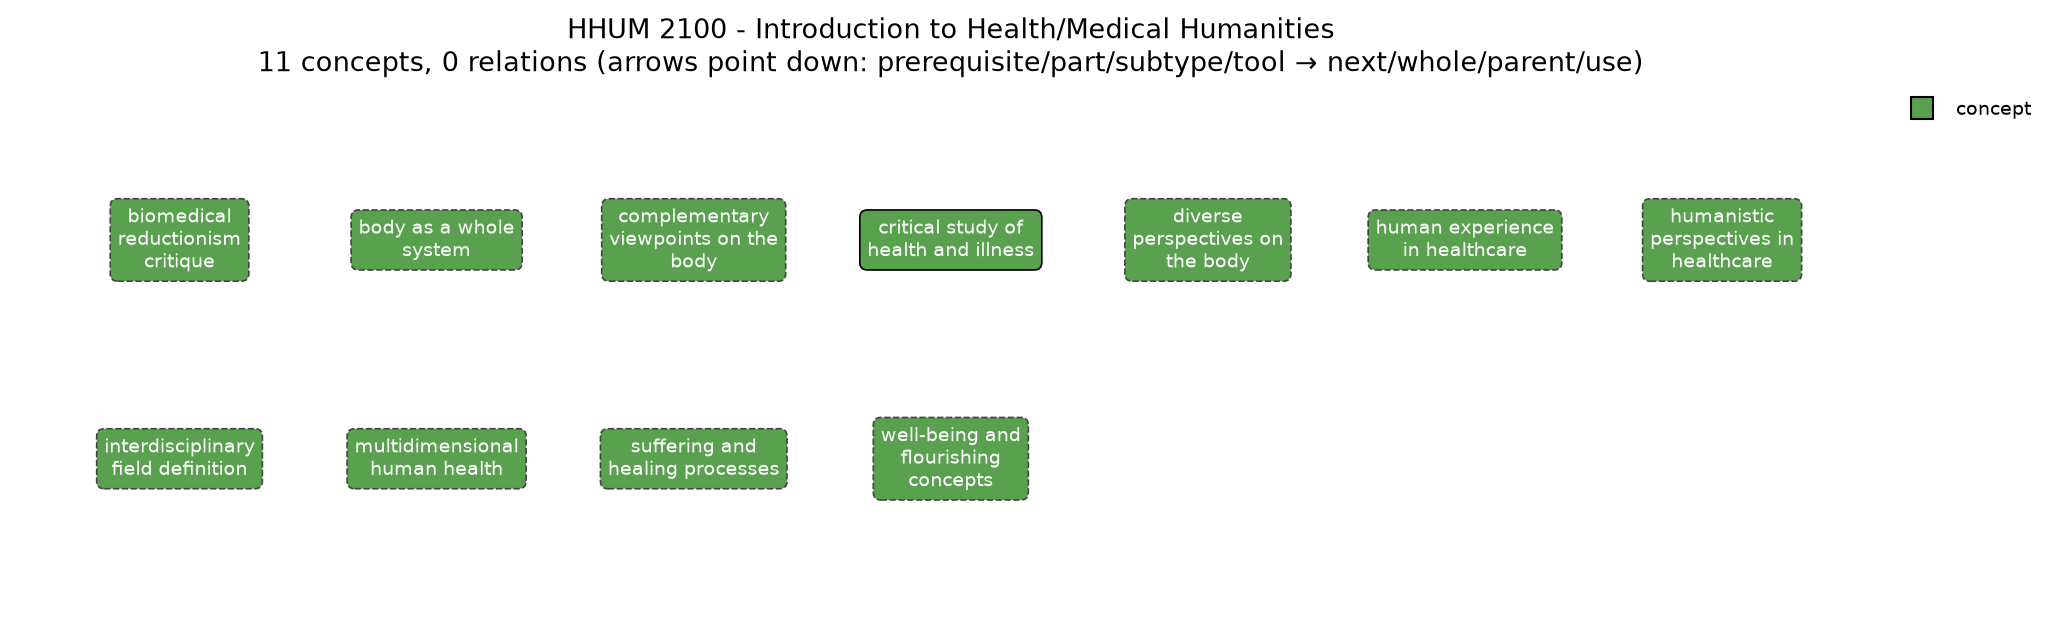 HHUM 2100 - Introduction to Health/Medical Humanities
11 concepts, 0 relations (arrows point down: prerequisite/part/subtype/tool → next/whole/parent/use)
concept
biomedical
reductionism
critique
body as a whole
system
complementary
viewpoints on the
body
critical study of
health and illness
diverse
perspectives on
the body
human experience
in healthcare
humanistic
perspectives in
healthcare
interdisciplinary
field definition
multidimensional
human health
suffering and
healing processes
well-being and
flourishing
concepts